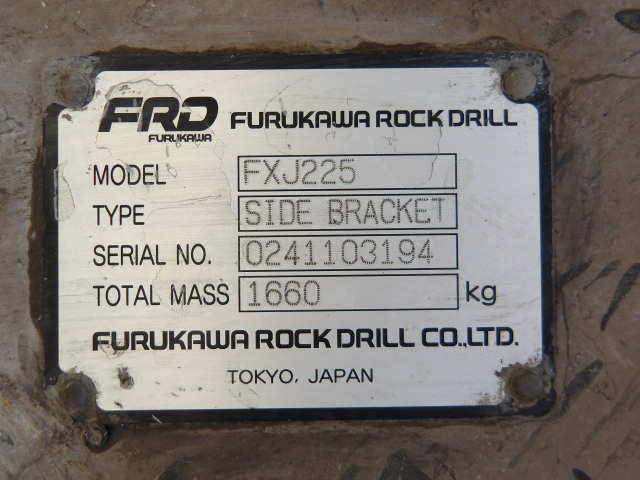 FRD FURUKAWA ROCK DRILL
FURUKAWA
MODEL FXJ225
TYPE SIDE BRACKET
SERIAL NO. 0241103194
TOTAL MASS 1660 kg
FURUKAWA ROCK DRILL CO.,LTD.
TOKYO, JAPAN